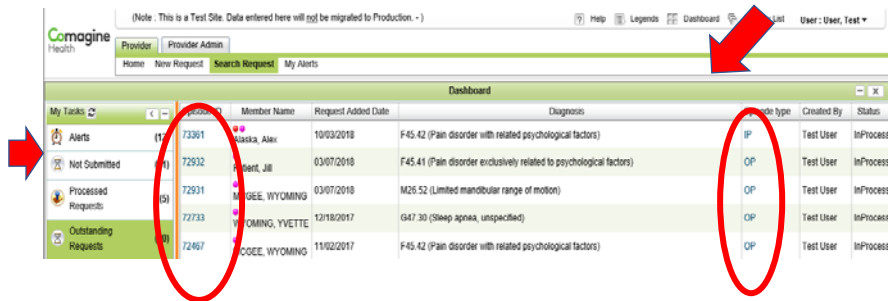 (Note : This is a Test Site. Data entered here will not be migrated to Production. - )
Help Legends Dashboard List User : User, Test
Comagine
Health
Provider Provider Admin
Home New Request Search Request My Alerts
Dashboard
My Tasks Member Name Request Added Date Diagnosis type Created By Status
Alerts 73361 Alaska, Alex 10/03/2018 F45.42 (Pain disorder with related psychological factors) IP Test User InProcess
Not Submitted 72932 Patient, Jill 03/07/2018 F45.41 (Pain disorder exclusively related to psychological factors) OP Test User InProcess
Processed
Requests (5) 72931 WYOMING 03/07/2018 M26.52 (Limited mandibular range of motion) OP Test User InProcess
72733 WYOMING, YVETTE 12/18/2017 G47.30 (Sleep apnea, unspecified) OP Test User InProcess
Outstanding
Requests 72467 MCGEE, WYOMING 11/02/2017 F45.42 (Pain disorder with related psychological factors) OP Test User InProcess